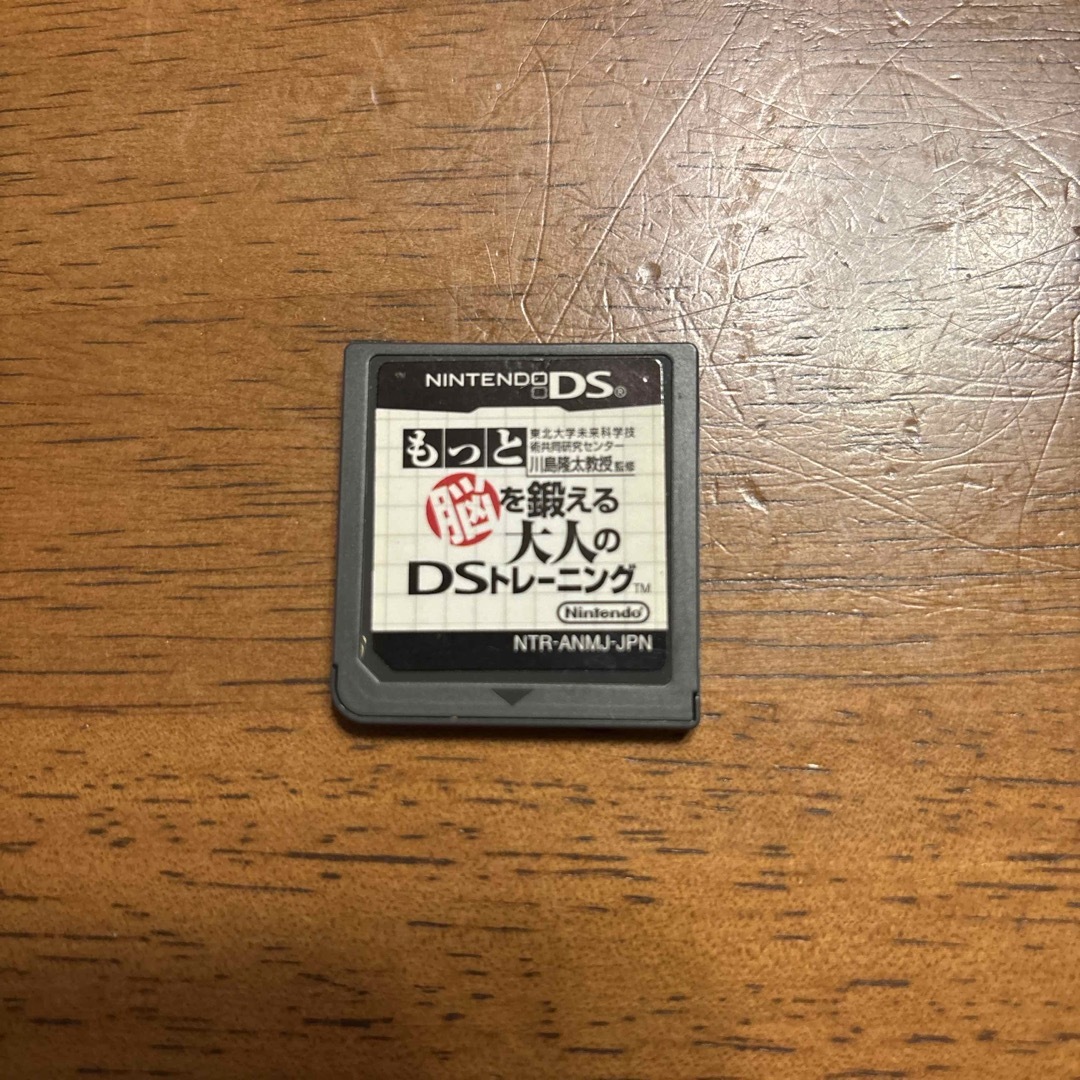 NINTENDO DS®
もっと
東北大学未来科学技
術共同研究センター
川島隆太教授 監修
脳を鍛える
大人の
DSトレーニング™
Nintendo
NTR-ANMJ-JPN